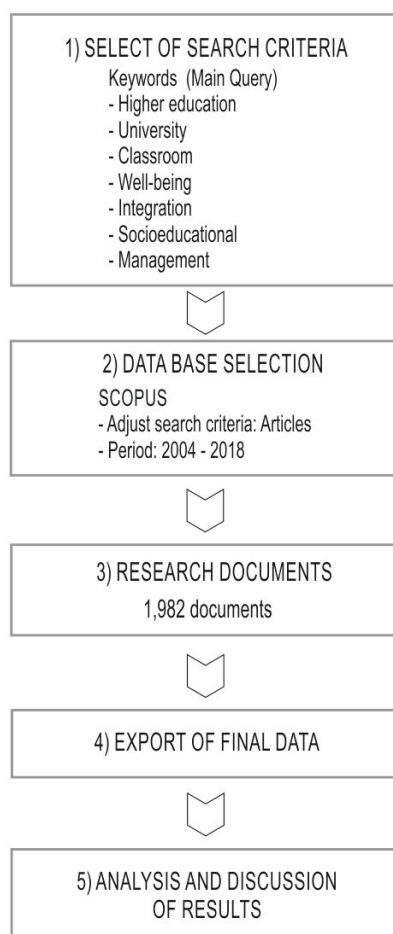 1) SELECT OF SEARCH CRITERIA
Keywords (Main Query)
- Higher education
- University
- Classroom
- Well-being
- Integration
- Socioeducational
- Management
2) DATA BASE SELECTION
SCOPUS
- Adjust search criteria: Articles
- Period: 2004 - 2018
3) RESEARCH DOCUMENTS
1,982 documents
4) EXPORT OF FINAL DATA
5) ANALYSIS AND DISCUSSION
OF RESULTS